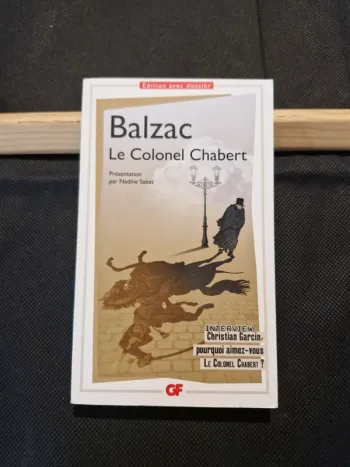 Édition avec dossier
Balzac
Le Colonel Chabert
Présentation
par Nadine Satiat
INTERVIEW
Christian Garcin,
pourquoi aimez-vous
LE COLONEL CHABERT ?
GF